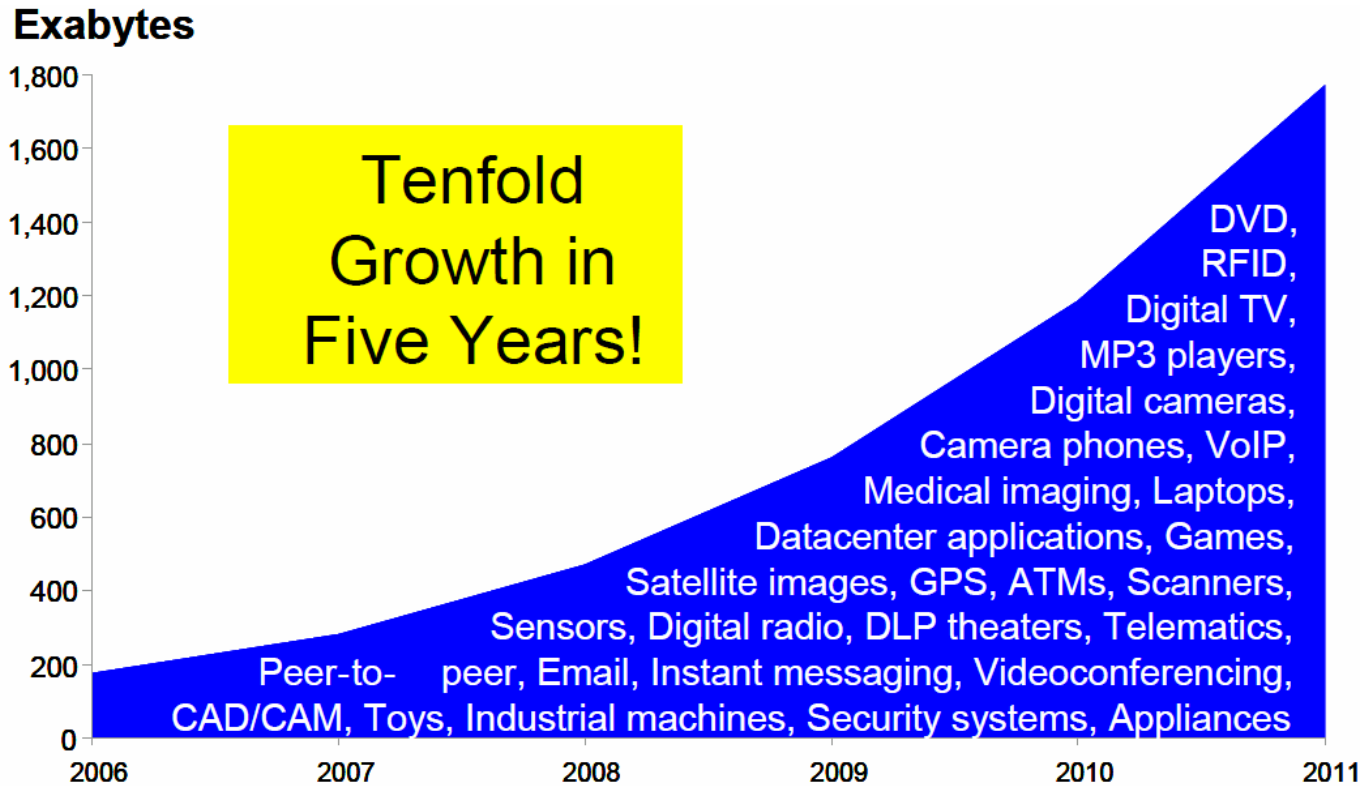 Exabytes
1,800
1,600
1,400
1,200
1,000
800
600
400
200
0
Tenfold
Growth in
Five Years!
DVD,
RFID,
Digital TV,
MP3 players,
Digital cameras,
Camera phones, VoIP,
Medical imaging, Laptops,
Datacenter applications, Games,
Satellite images, GPS, ATMs, Scanners,
Sensors, Digital radio, DLP theaters, Telematics,
Peer-to- peer, Email, Instant messaging, Videoconferencing,
CAD/CAM, Toys, Industrial machines, Security systems, Appliances
2006 2007 2008 2009 2010 2011